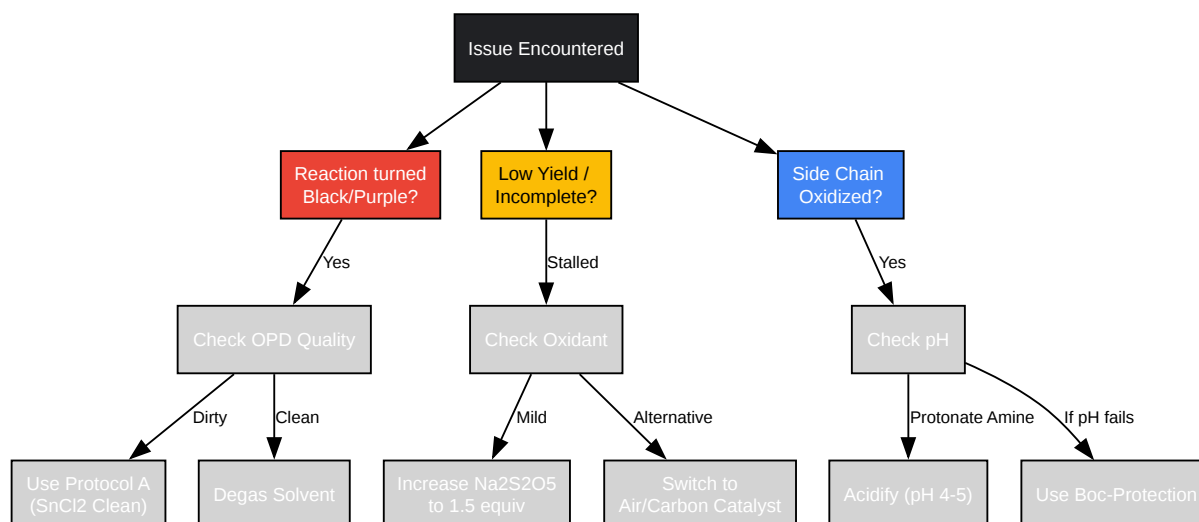 Issue Encountered
Reaction turned
Black/Purple?
Low Yield /
Incomplete?
Side Chain
Oxidized?
Yes
Stalled
Yes
Check OPD Quality
Check Oxidant
Check pH
Dirty
Clean
Mild
Alternative
Protonate Amine
If pH fails
Use Protocol A
(SnCl2 Clean)
Degas Solvent
Increase Na2S2O5
to 1.5 equiv
Switch to
Air/Carbon Catalyst
Acidify (pH 4-5)
Use Boc-Protection